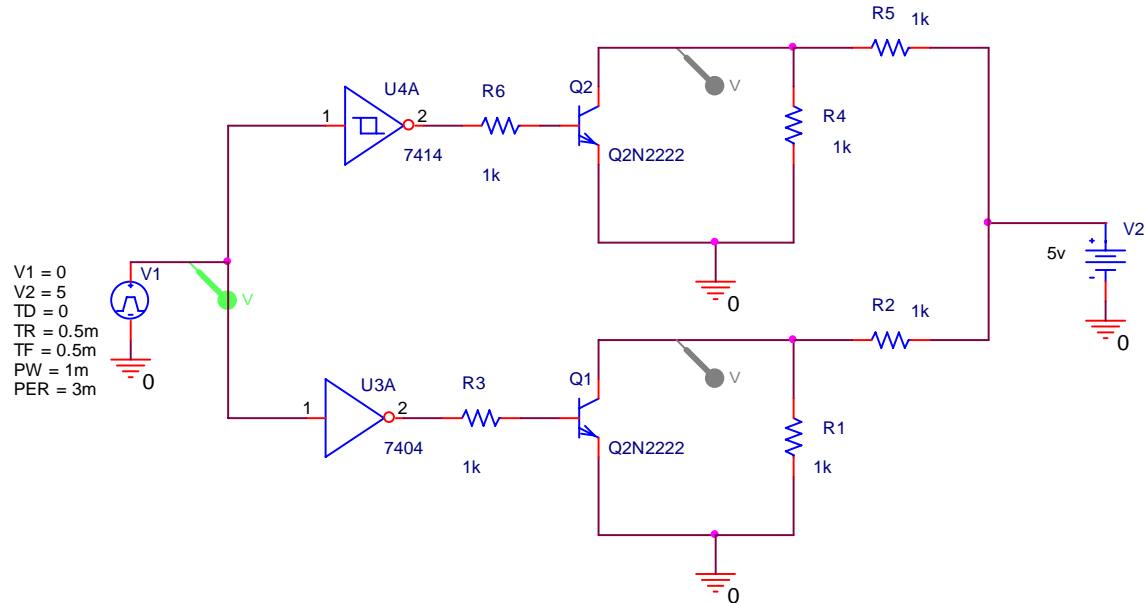 R5
1k
U4A
R6
Q2
V
1
2
R4
1k
7414
1k
Q2N2222
V1 = 0
V2 = 5
TD = 0
TR = 0.5m
TF = 0.5m
PW = 1m
PER = 3m
V1
+
-
0
V
V2
5v
+
-
0
0
R2
1k
U3A
R3
Q1
V
1
2
R1
1k
7404
1k
Q2N2222
0